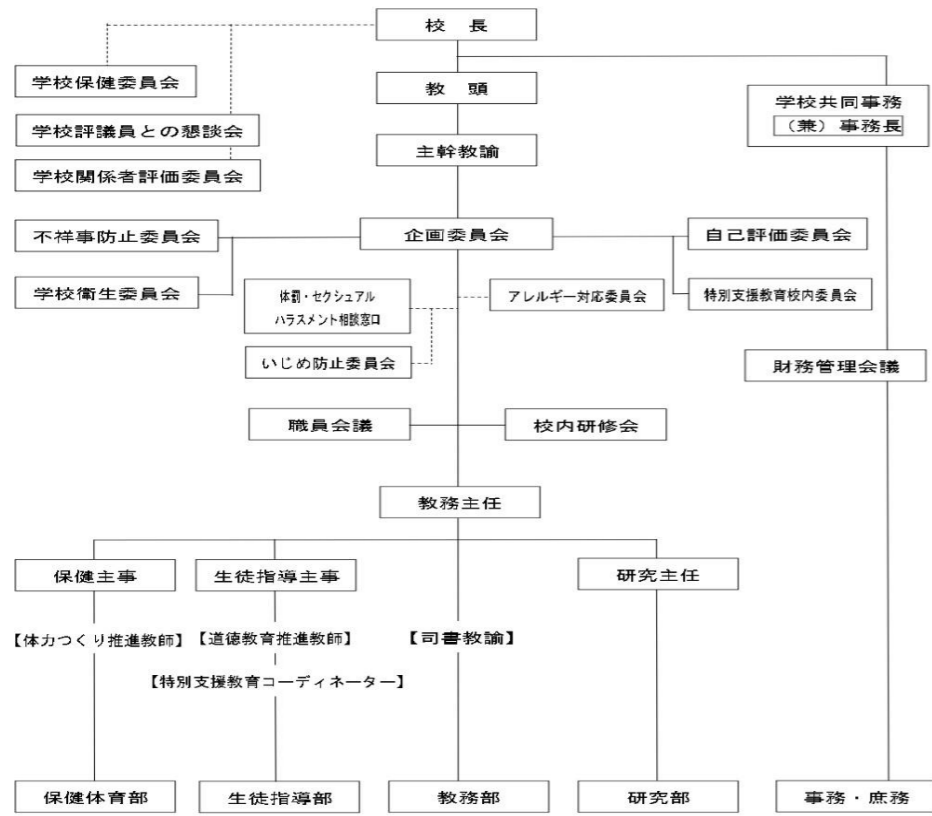 校　長
学校保健委員会
教　頭
学校共同事務
（兼）事務長
学校評議員との懇談会
主幹教諭
学校関係者評価委員会
不祥事防止委員会
企画委員会
自己評価委員会
学校衛生委員会
体罰・セクシュアル
ハラスメント相談窓口
アレルギー対応委員会
特別支援教育校内委員会
いじめ防止委員会
財務管理会議
職員会議
校内研修会
教務主任
保健主事
生徒指導主事
研究主任
【体力つくり推進教師】
【道徳教育推進教師】
【司書教諭】
【特別支援教育コーディネーター】
保健体育部
生徒指導部
教務部
研究部
事務・庶務